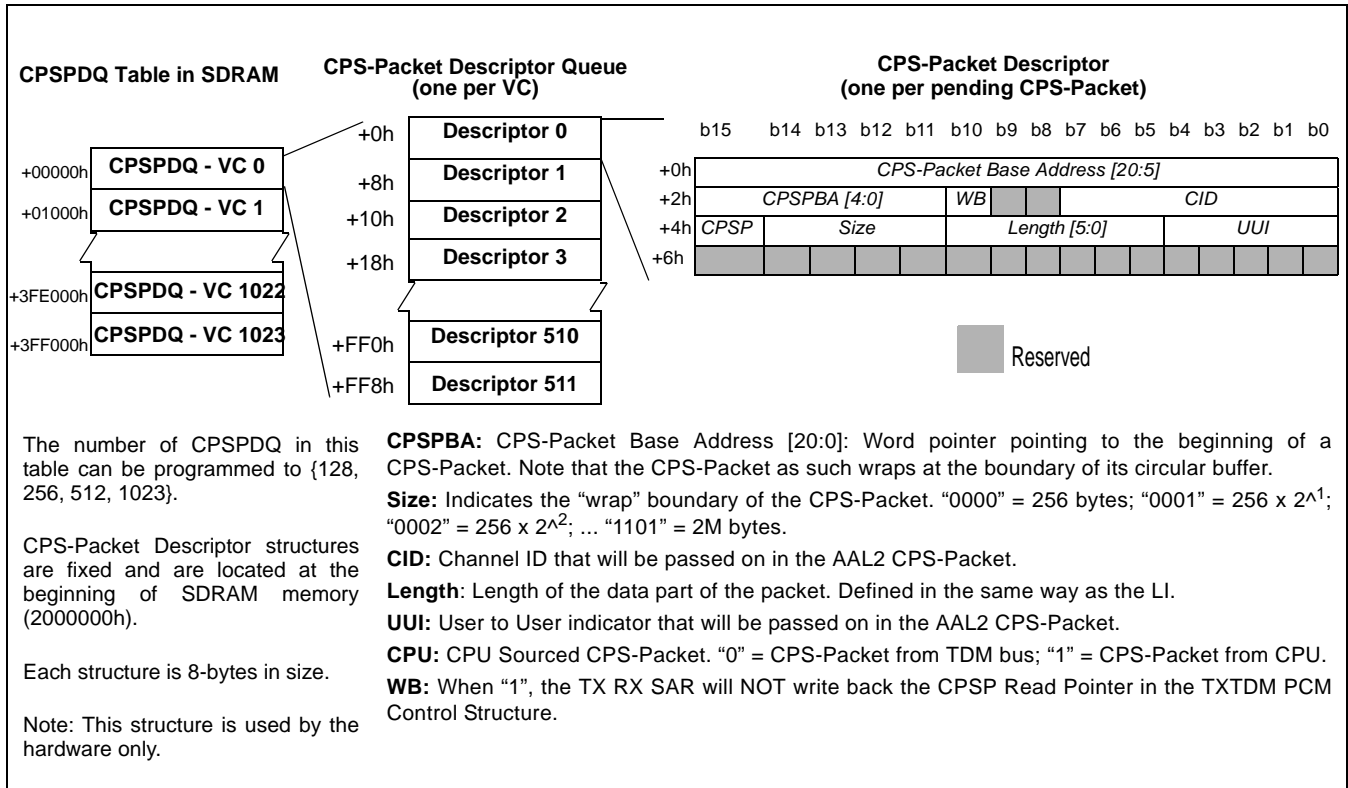 CPSPDQ Table in SDRAM
+00000h CPSPDQ - VC 0
+01000h CPSPDQ - VC 1
+3FE000h CPSPDQ - VC 1022
+3FF000h CPSPDQ - VC 1023
CPS-Packet Descriptor Queue
(one per VC)
+0h Descriptor 0
+8h Descriptor 1
+10h Descriptor 2
+18h Descriptor 3
+FF0h Descriptor 510
+FF8h Descriptor 511
CPS-Packet Descriptor
(one per pending CPS-Packet)
b15 b14 b13 b12 b11 b10 b9 b8 b7 b6 b5 b4 b3 b2 b1 b0
+0h CPS-Packet Base Address [20:5]
+2h CPSPBA [4:0] WB CID
+4h CPSP Size Length [5:0] UUI
+6h
Reserved
The number of CPSPDQ in this
table can be programmed to {128,
256, 512, 1023}.
CPS-Packet Descriptor structures
are fixed and are located at the
beginning of SDRAM memory
(2000000h).
Each structure is 8-bytes in size.
Note: This structure is used by the
hardware only.
CPSPBA: CPS-Packet Base Address [20:0]: Word pointer pointing to the beginning of a
CPS-Packet. Note that the CPS-Packet as such wraps at the boundary of its circular buffer.
Size: Indicates the “wrap” boundary of the CPS-Packet. “0000” = 256 bytes; “0001” = 256 x 2^1;
“0002” = 256 x 2^2; ... “1101” = 2M bytes.
CID: Channel ID that will be passed on in the AAL2 CPS-Packet.
Length: Length of the data part of the packet. Defined in the same way as the LI.
UUI: User to User indicator that will be passed on in the AAL2 CPS-Packet.
CPU: CPU Sourced CPS-Packet. “0” = CPS-Packet from TDM bus; “1” = CPS-Packet from CPU.
WB: When “1”, the TX RX SAR will NOT write back the CPSP Read Pointer in the TXTDM PCM
Control Structure.